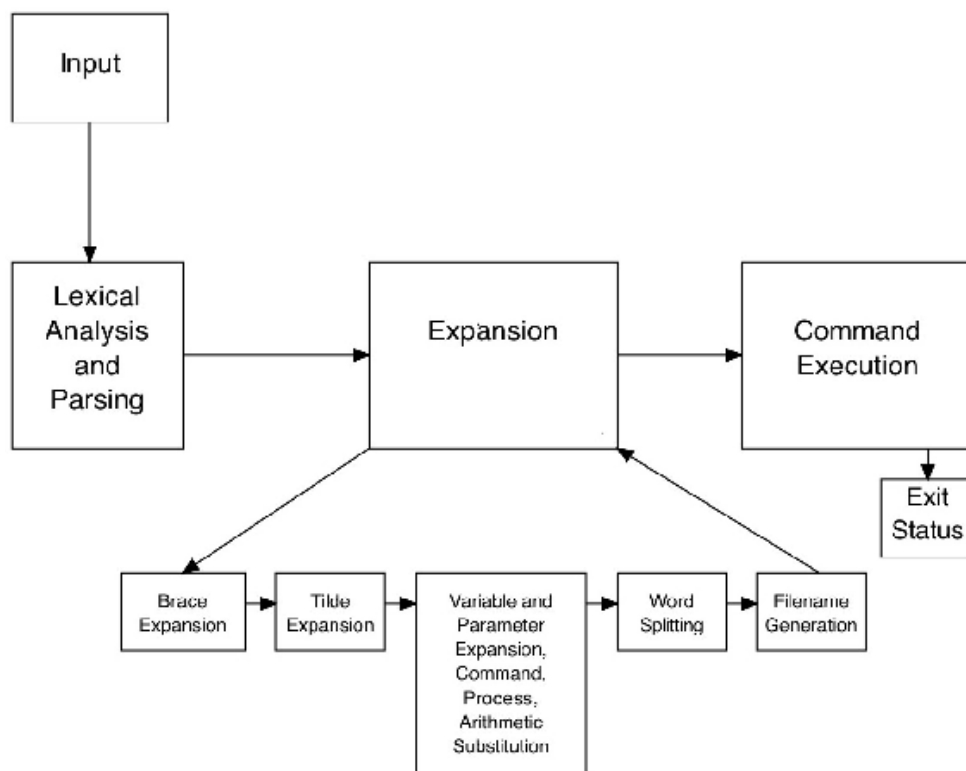 Input
Lexical
Analysis
and
Parsing
Expansion
Command
Execution
Exit
Status
Brace
Expansion
Tilde
Expansion
Variable and
Parameter
Expansion,
Command,
Process,
Arithmetic
Substitution
Word
Splitting
Filename
Generation